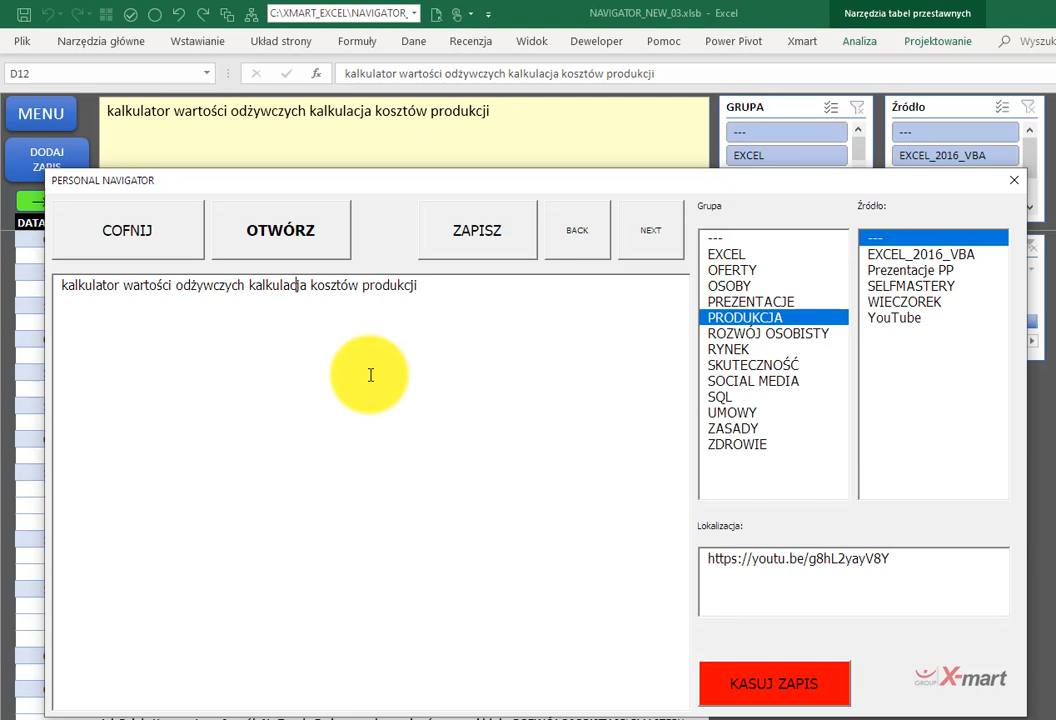 C:\XMART_EXCEL\NAVIGATOR_
NAVIGATOR_NEW_03.xlsb - Excel
Narzędzia tabel przestawnych
Plik Narzędzia główne Wstawianie Układ strony Formuły Dane Recenzja Widok Deweloper Pomoc Power Pivot Xmart Analiza Projektowanie Wyszuk
D12 fx kalkulator wartości odżywczych kalkulacja kosztów produkcji
MENU
kalkulator wartości odżywczych kalkulacja kosztów produkcji
GRUPA
---
EXCEL
Źródło
---
EXCEL_2016_VBA
DODAJ
ZAPIS
DATA
PERSONAL NAVIGATOR
COFNIJ
OTWÓRZ
ZAPISZ
BACK
NEXT
kalkulator wartości odżywczych kalkulacja kosztów produkcji
Grupa
---
EXCEL
OFERTY
OSOBY
PREZENTACJE
PRODUKCJA
ROZWÓJ OSOBISTY
RYNEK
SKUTECZNOŚĆ
SOCIAL MEDIA
SQL
UMOWY
ZASADY
ZDROWIE
Źródło:
---
EXCEL_2016_VBA
Prezentacje PP
SELFMASTERY
WIECZOREK
YouTube
Lokalizacja:
https://youtu.be/g8hL2yayV8Y
KASUJ ZAPIS
GROUP X-mart